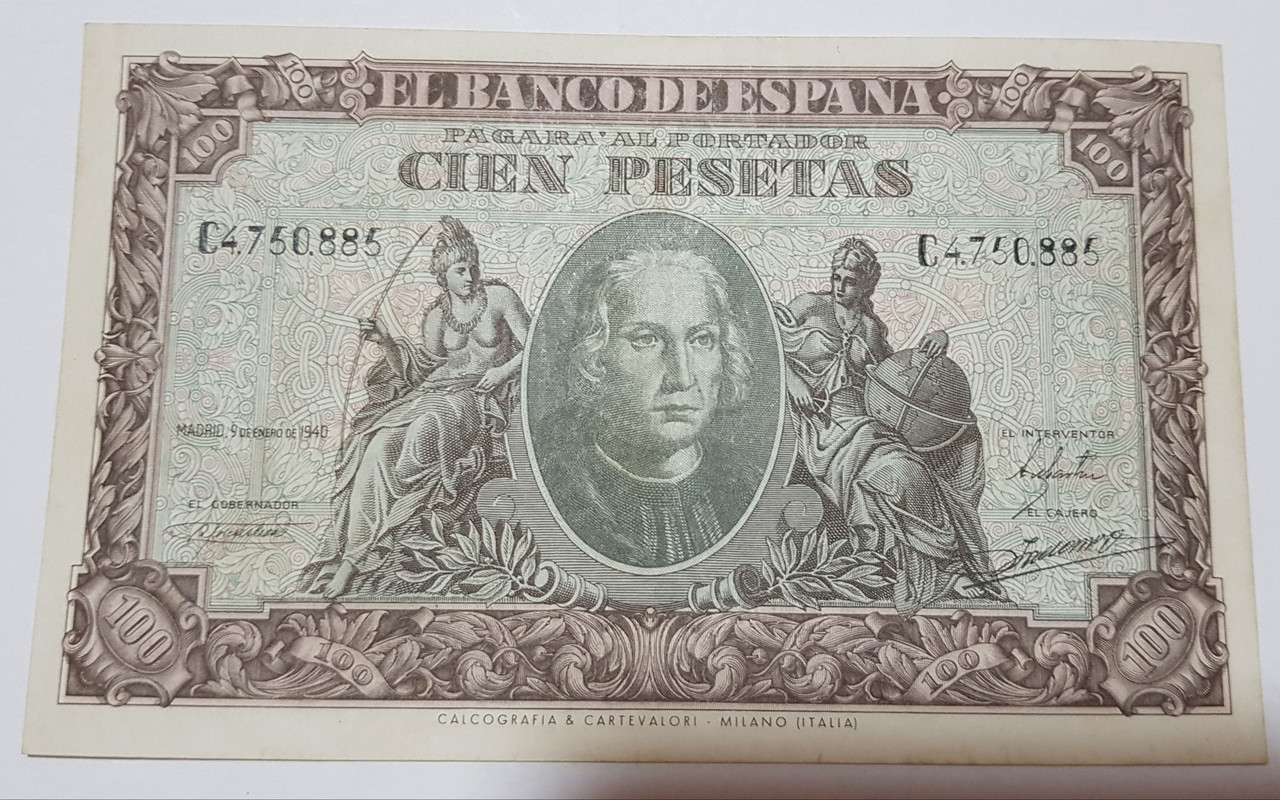 EL BANCO DE ESPAÑA
100
100
100
100
PAGARA' AL PORTADOR
CIEN PESETAS
C4.750.885
C4.750.885
MADRID, 9 DE ENERO DE 1940
EL INTERVENTOR
EL GOBERNADOR
EL CAJERO
100
100
100
100
CALCOGRAFIA & CARTEVALORI - MILANO (ITALIA)